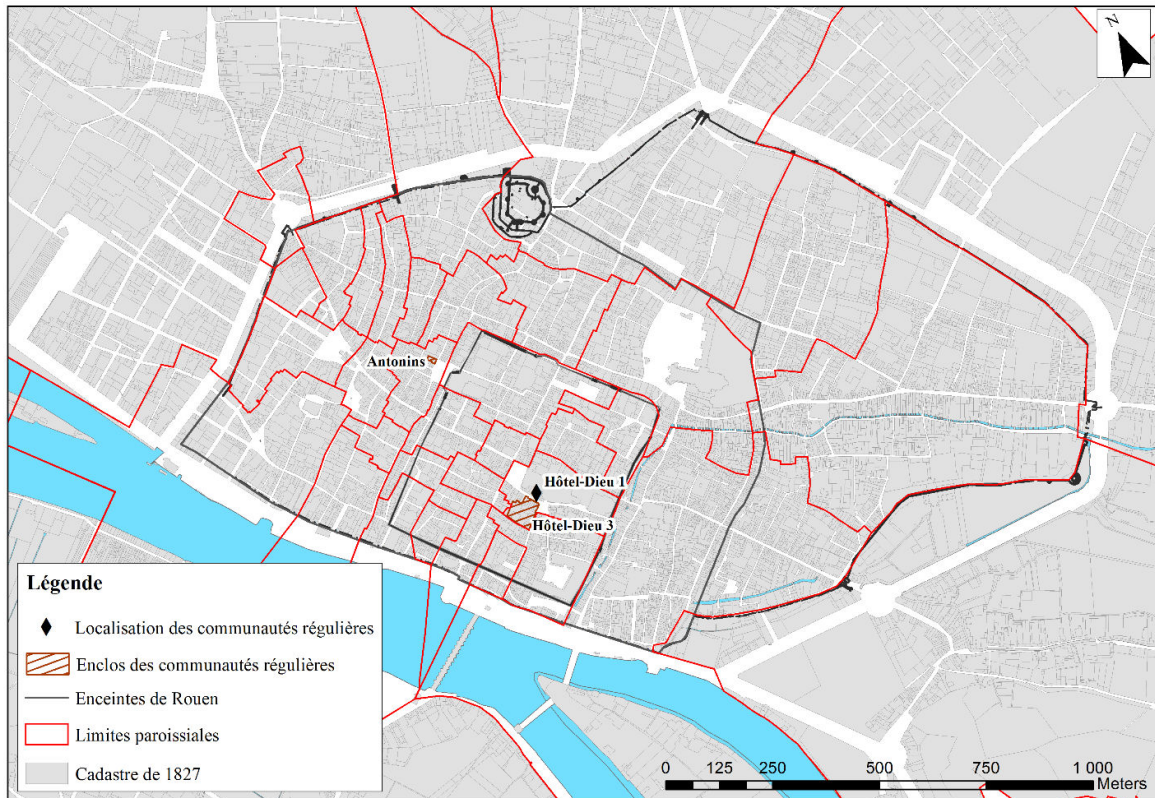 N
Antonins
Hôtel-Dieu 1
Hôtel-Dieu 3
Légende
Localisation des communautés régulières
Enclos des communautés régulières
Enceintes de Rouen
Limites paroissiales
Cadastre de 1827
0 125 250 500 750 1 000
Meters